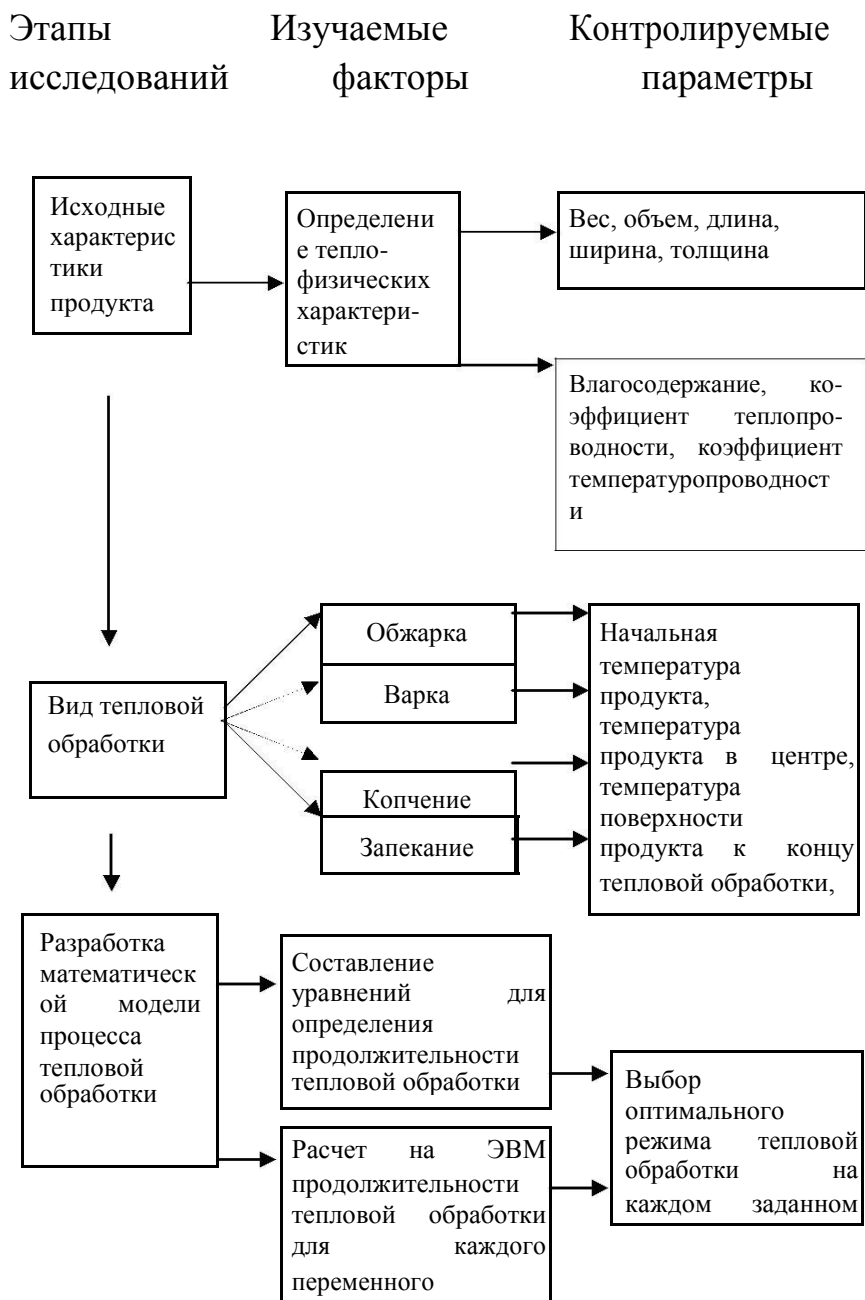 Этапы
исследований
Изучаемые
факторы
Контролируемые
параметры
Исходные
характерис
тики
продукта
Определени
е тепло-
физических
характери-
стик
Вес, объем, длина,
ширина, толщина
Влагосодержание, ко-
эффициент теплопро-
водности, коэффициент
температуропроводност
и
Вид тепловой
обработки
Обжарка
Варка
Копчение
Запекание
Начальная
температура
продукта,
температура
продукта в центре,
температура
поверхности
продукта к концу
тепловой обработки,
Разработка
математическ
ой модели
процесса
тепловой
обработки
Составление
уравнений для
определения
продолжительности
тепловой обработки
Расчет на ЭВМ
продолжительности
тепловой обработки
для каждого
переменного
Выбор
оптимального
режима тепловой
обработки на
каждом заданном